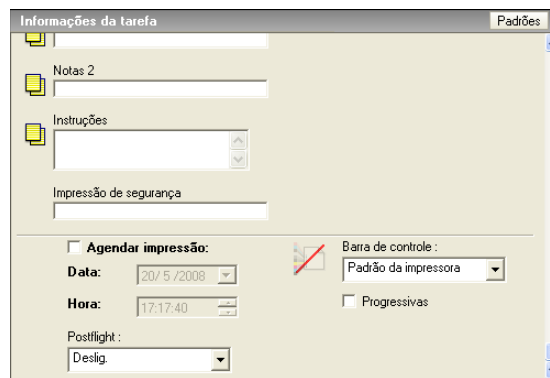 Informações da tarefa
Padrões
Notas 2
Instruções
Impressão de segurança
Agendar impressão:
Data:
20/ 5 /2008
Hora:
17:17:40
Postflight :
Deslig.
Barra de controle :
Padrão da impressora
Progressivas